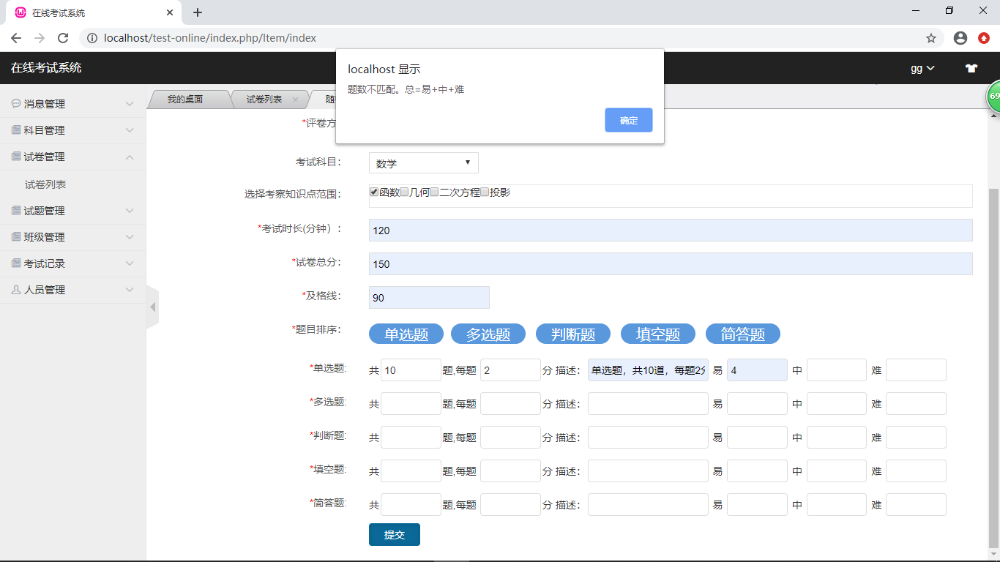 在线考试系统
localhost/test-online/index.php/Item/index
在线考试系统
gg
localhost 显示
题数不匹配。总=易+中+难
确定
我的桌面
试卷列表
随
69
消息管理
科目管理
试卷管理
试卷列表
试题管理
班级管理
考试记录
人员管理
*评卷方
考试科目: 数学
选择考察知识点范围: 函数 几何 二次方程 投影
*考试时长(分钟）: 120
*试卷总分: 150
*及格线: 90
*题目排序: 单选题 多选题 判断题 填空题 简答题
*单选题: 共 10 题,每题 2 分 描述: 单选题，共10道，每题2分 易 4 中 难
*多选题: 共 题,每题 分 描述: 易 中 难
*判断题: 共 题,每题 分 描述: 易 中 难
*填空题: 共 题,每题 分 描述: 易 中 难
*简答题: 共 题,每题 分 描述: 易 中 难
提交